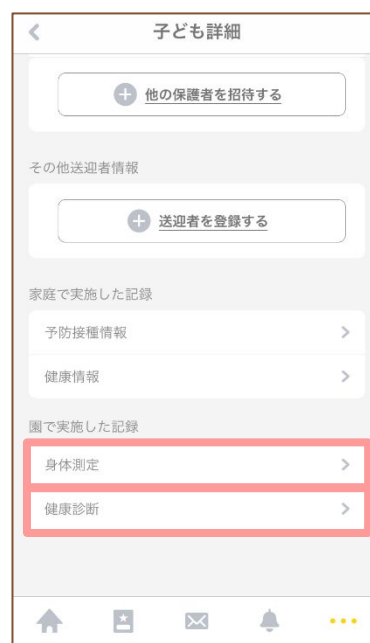 子ども詳細
他の保護者を招待する
その他送迎者情報
送迎者を登録する
家庭で実施した記録
予防接種情報
健康情報
園で実施した記録
身体測定
健康診断